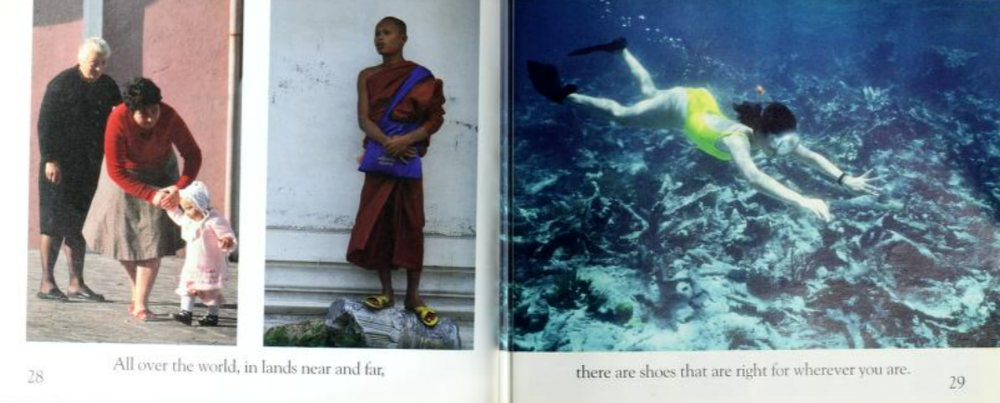 All over the world, in lands near and far,
28
there are shoes that are right for wherever you are.
29